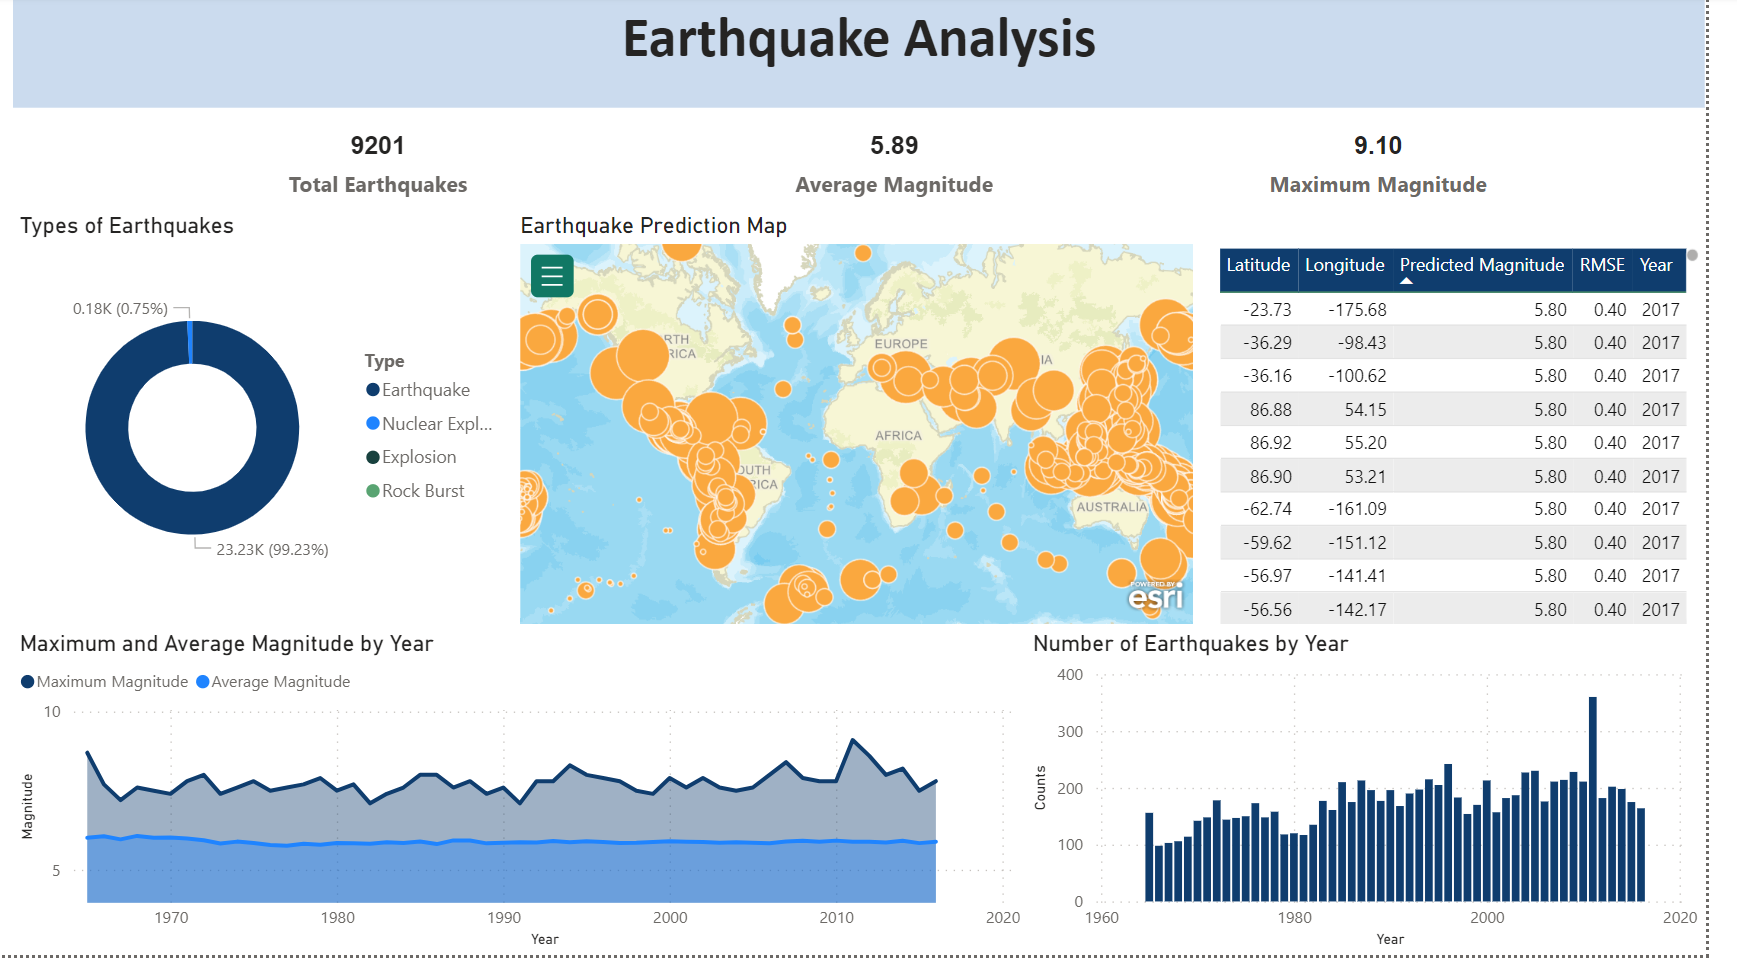 Earthquake Analysis
9201
Total Earthquakes
5.89
Average Magnitude
9.10
Maximum Magnitude
Types of Earthquakes
0.18K (0.75%)
23.23K (99.23%)
Type
Earthquake
Nuclear Expl...
Explosion
Rock Burst
Earthquake Prediction Map
RTH
RICA
EUROPE
IA
AFRICA
OUTH
RICA
AUSTRALIA
POWERED BY
esri
Latitude Longitude Predicted Magnitude RMSE Year
-23.73 -175.68 5.80 0.40 2017
-36.29 -98.43 5.80 0.40 2017
-36.16 -100.62 5.80 0.40 2017
86.88 54.15 5.80 0.40 2017
86.92 55.20 5.80 0.40 2017
86.90 53.21 5.80 0.40 2017
-62.74 -161.09 5.80 0.40 2017
-59.62 -151.12 5.80 0.40 2017
-56.97 -141.41 5.80 0.40 2017
-56.56 -142.17 5.80 0.40 2017
Maximum and Average Magnitude by Year
Maximum Magnitude Average Magnitude
10
5
Magnitude
1970 1980 1990 2000 2010 2020
Year
Number of Earthquakes by Year
400
300
200
100
0
Counts
1960 1980 2000 2020
Year